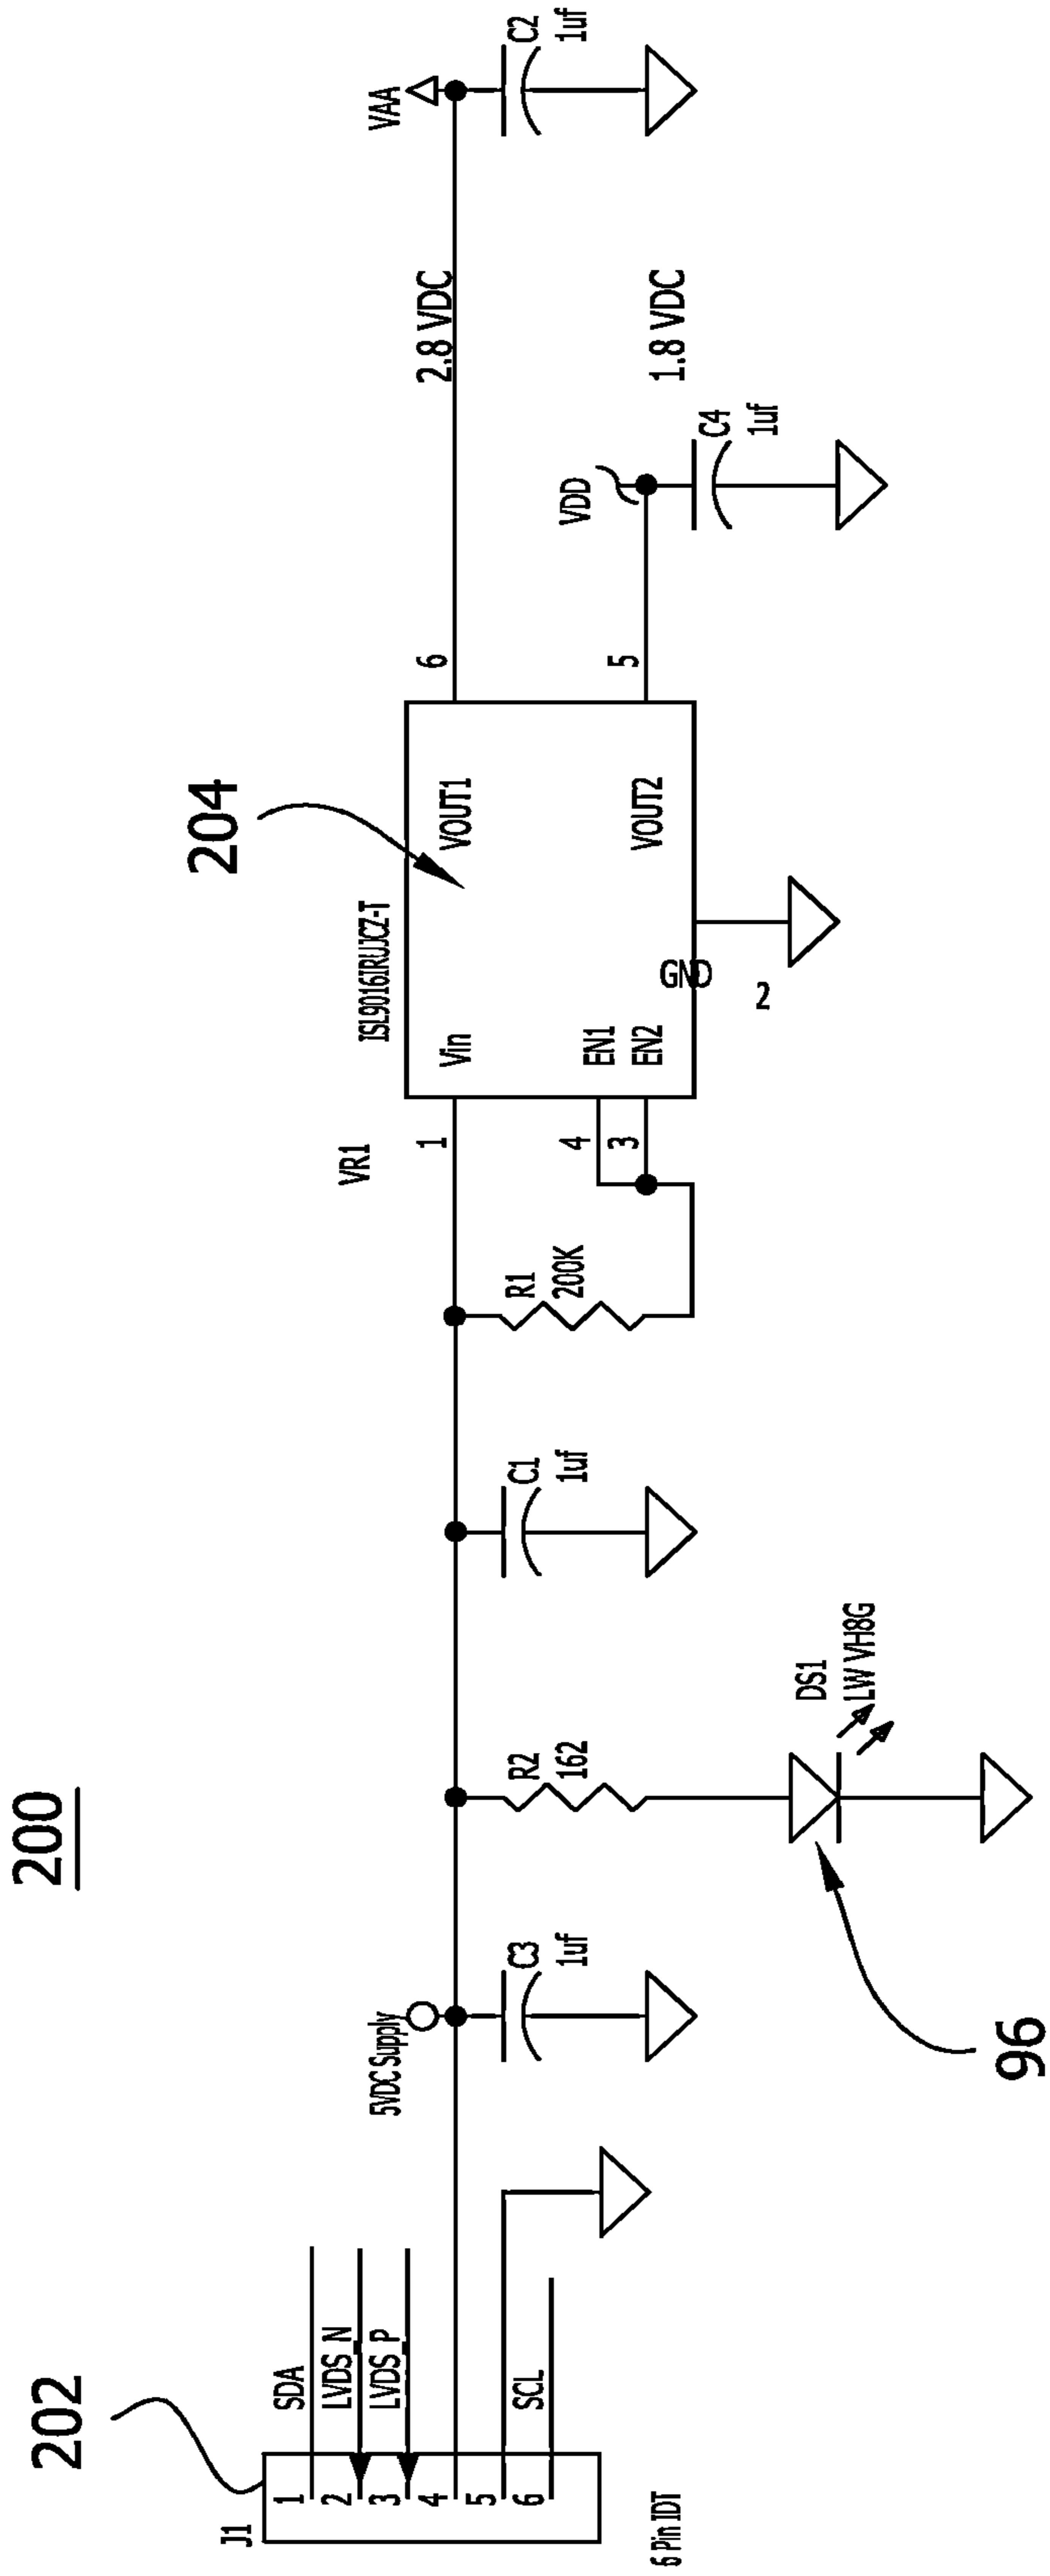 200
202
J1
1
SDA
2
LVDS_N
3
LVDS_P
4
5
6
SCL
6 Pin IDT
5VDC Supply
C3
1uf
R2
162
DS1
LW VH8G
96
C1
1uf
R1
200K
VR1
ISL9016IRUJCZ-T
204
1
Vin
4
EN1
3
EN2
GND
2
VOUT1
6
VOUT2
5
VDD
C4
1uf
2.8 VDC
1.8 VDC
VAA
C2
1uf